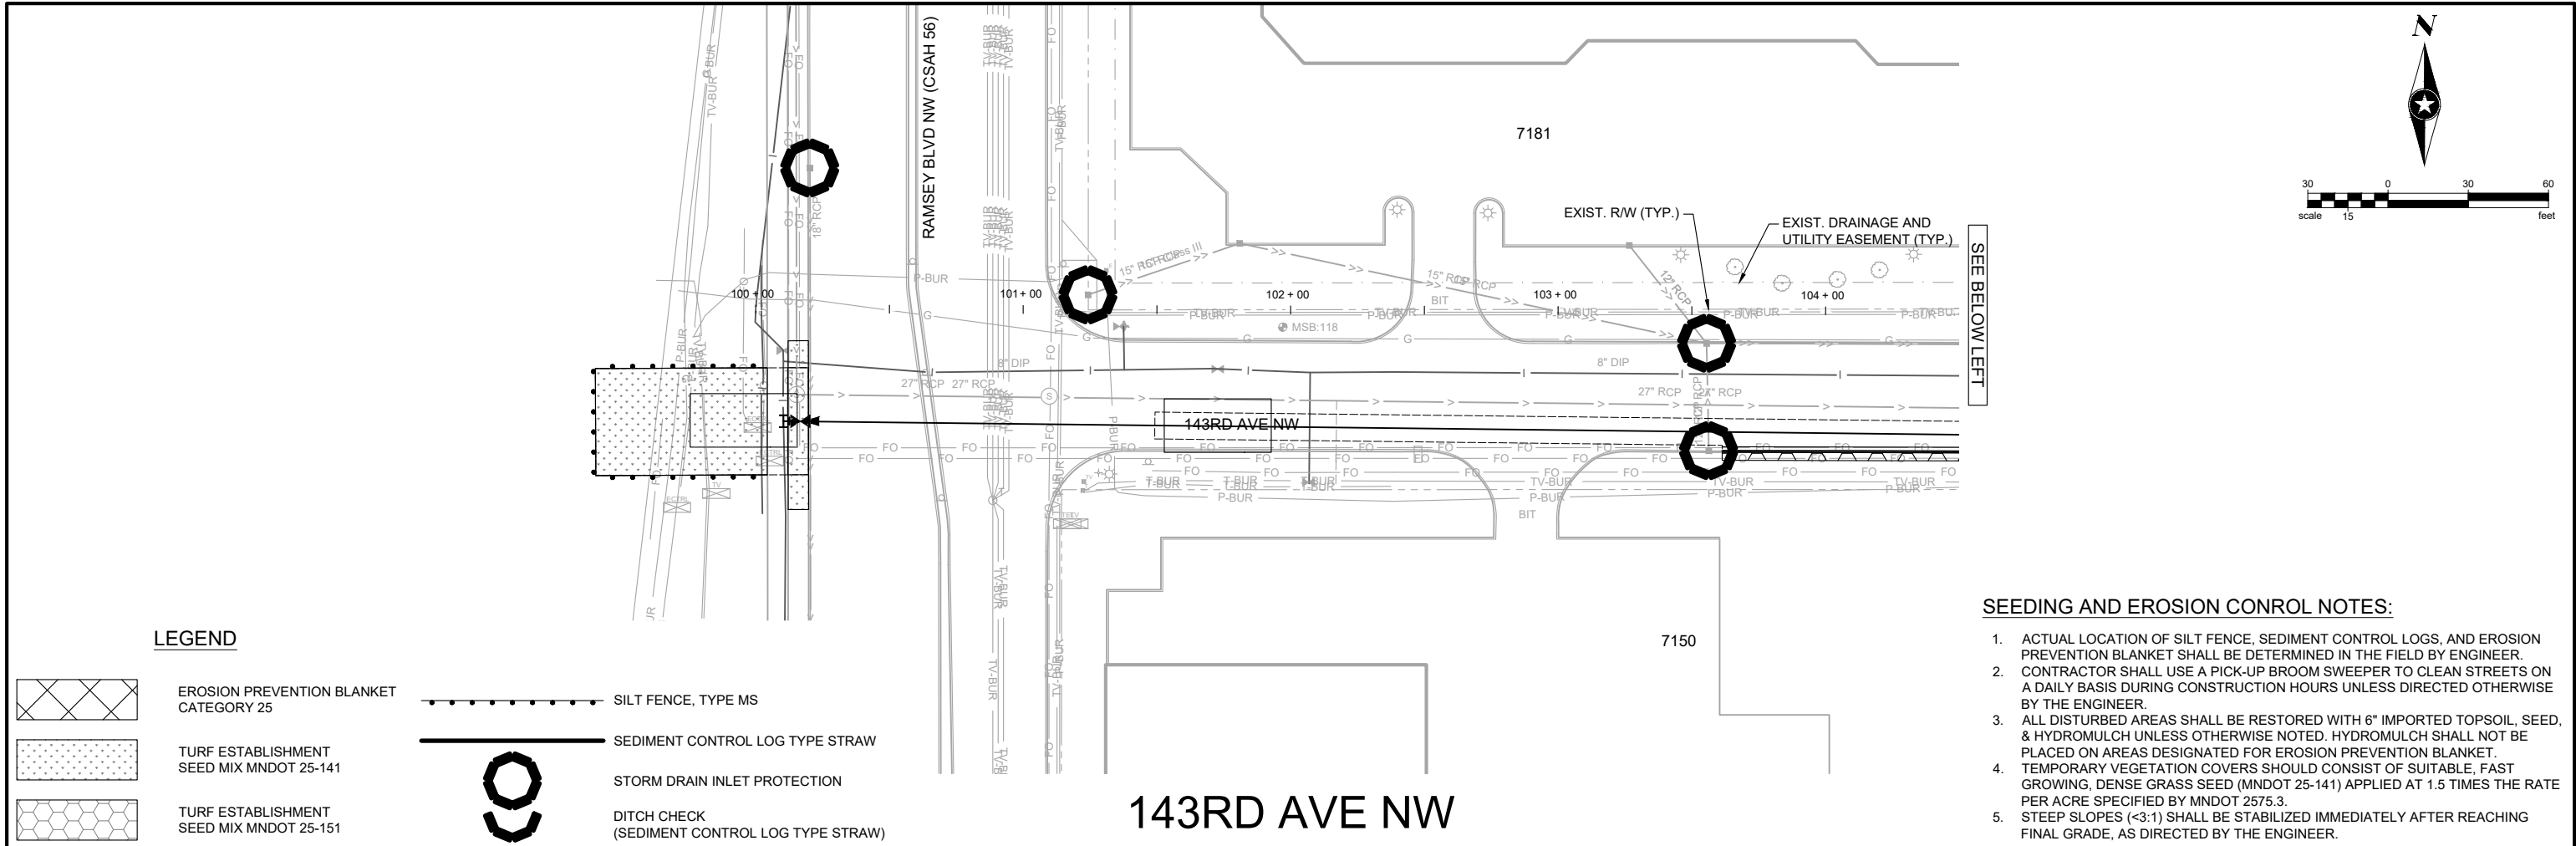 N
30 0 30 60
scale 15 feet
RAMSEY BLVD NW (CSAH 56)
7181
EXIST. R/W (TYP.)
EXIST. DRAINAGE AND
UTILITY EASEMENT (TYP.)
SEE BELOW LEFT
18" RCP
15" RCP
12" RCP
P-BUR
BIT
100 + 00
101 + 00
102 + 00
103 + 00
104 + 00
MSB:118
G
8" DIP
8" DIP
27" RCP 27" RCP
27" RCP 27" RCP
S
143RD AVE NW
FO FO FO FO FO FO
TV-BUR
P-BUR
T-BUR
TV
ECTRL
BIT
7150
143RD AVE NW
LEGEND
EROSION PREVENTION BLANKET
CATEGORY 25
TURF ESTABLISHMENT
SEED MIX MNDOT 25-141
TURF ESTABLISHMENT
SEED MIX MNDOT 25-151
SILT FENCE, TYPE MS
SEDIMENT CONTROL LOG TYPE STRAW
STORM DRAIN INLET PROTECTION
DITCH CHECK
(SEDIMENT CONTROL LOG TYPE STRAW)
SEEDING AND EROSION CONROL NOTES:
1. ACTUAL LOCATION OF SILT FENCE, SEDIMENT CONTROL LOGS, AND EROSION
PREVENTION BLANKET SHALL BE DETERMINED IN THE FIELD BY ENGINEER.
2. CONTRACTOR SHALL USE A PICK-UP BROOM SWEEPER TO CLEAN STREETS ON
A DAILY BASIS DURING CONSTRUCTION HOURS UNLESS DIRECTED OTHERWISE
BY THE ENGINEER.
3. ALL DISTURBED AREAS SHALL BE RESTORED WITH 6" IMPORTED TOPSOIL, SEED,
& HYDROMULCH UNLESS OTHERWISE NOTED. HYDROMULCH SHALL NOT BE
PLACED ON AREAS DESIGNATED FOR EROSION PREVENTION BLANKET.
4. TEMPORARY VEGETATION COVERS SHOULD CONSIST OF SUITABLE, FAST
GROWING, DENSE GRASS SEED (MNDOT 25-141) APPLIED AT 1.5 TIMES THE RATE
PER ACRE SPECIFIED BY MNDOT 2575.3.
5. STEEP SLOPES (<3:1) SHALL BE STABILIZED IMMEDIATELY AFTER REACHING
FINAL GRADE, AS DIRECTED BY THE ENGINEER.